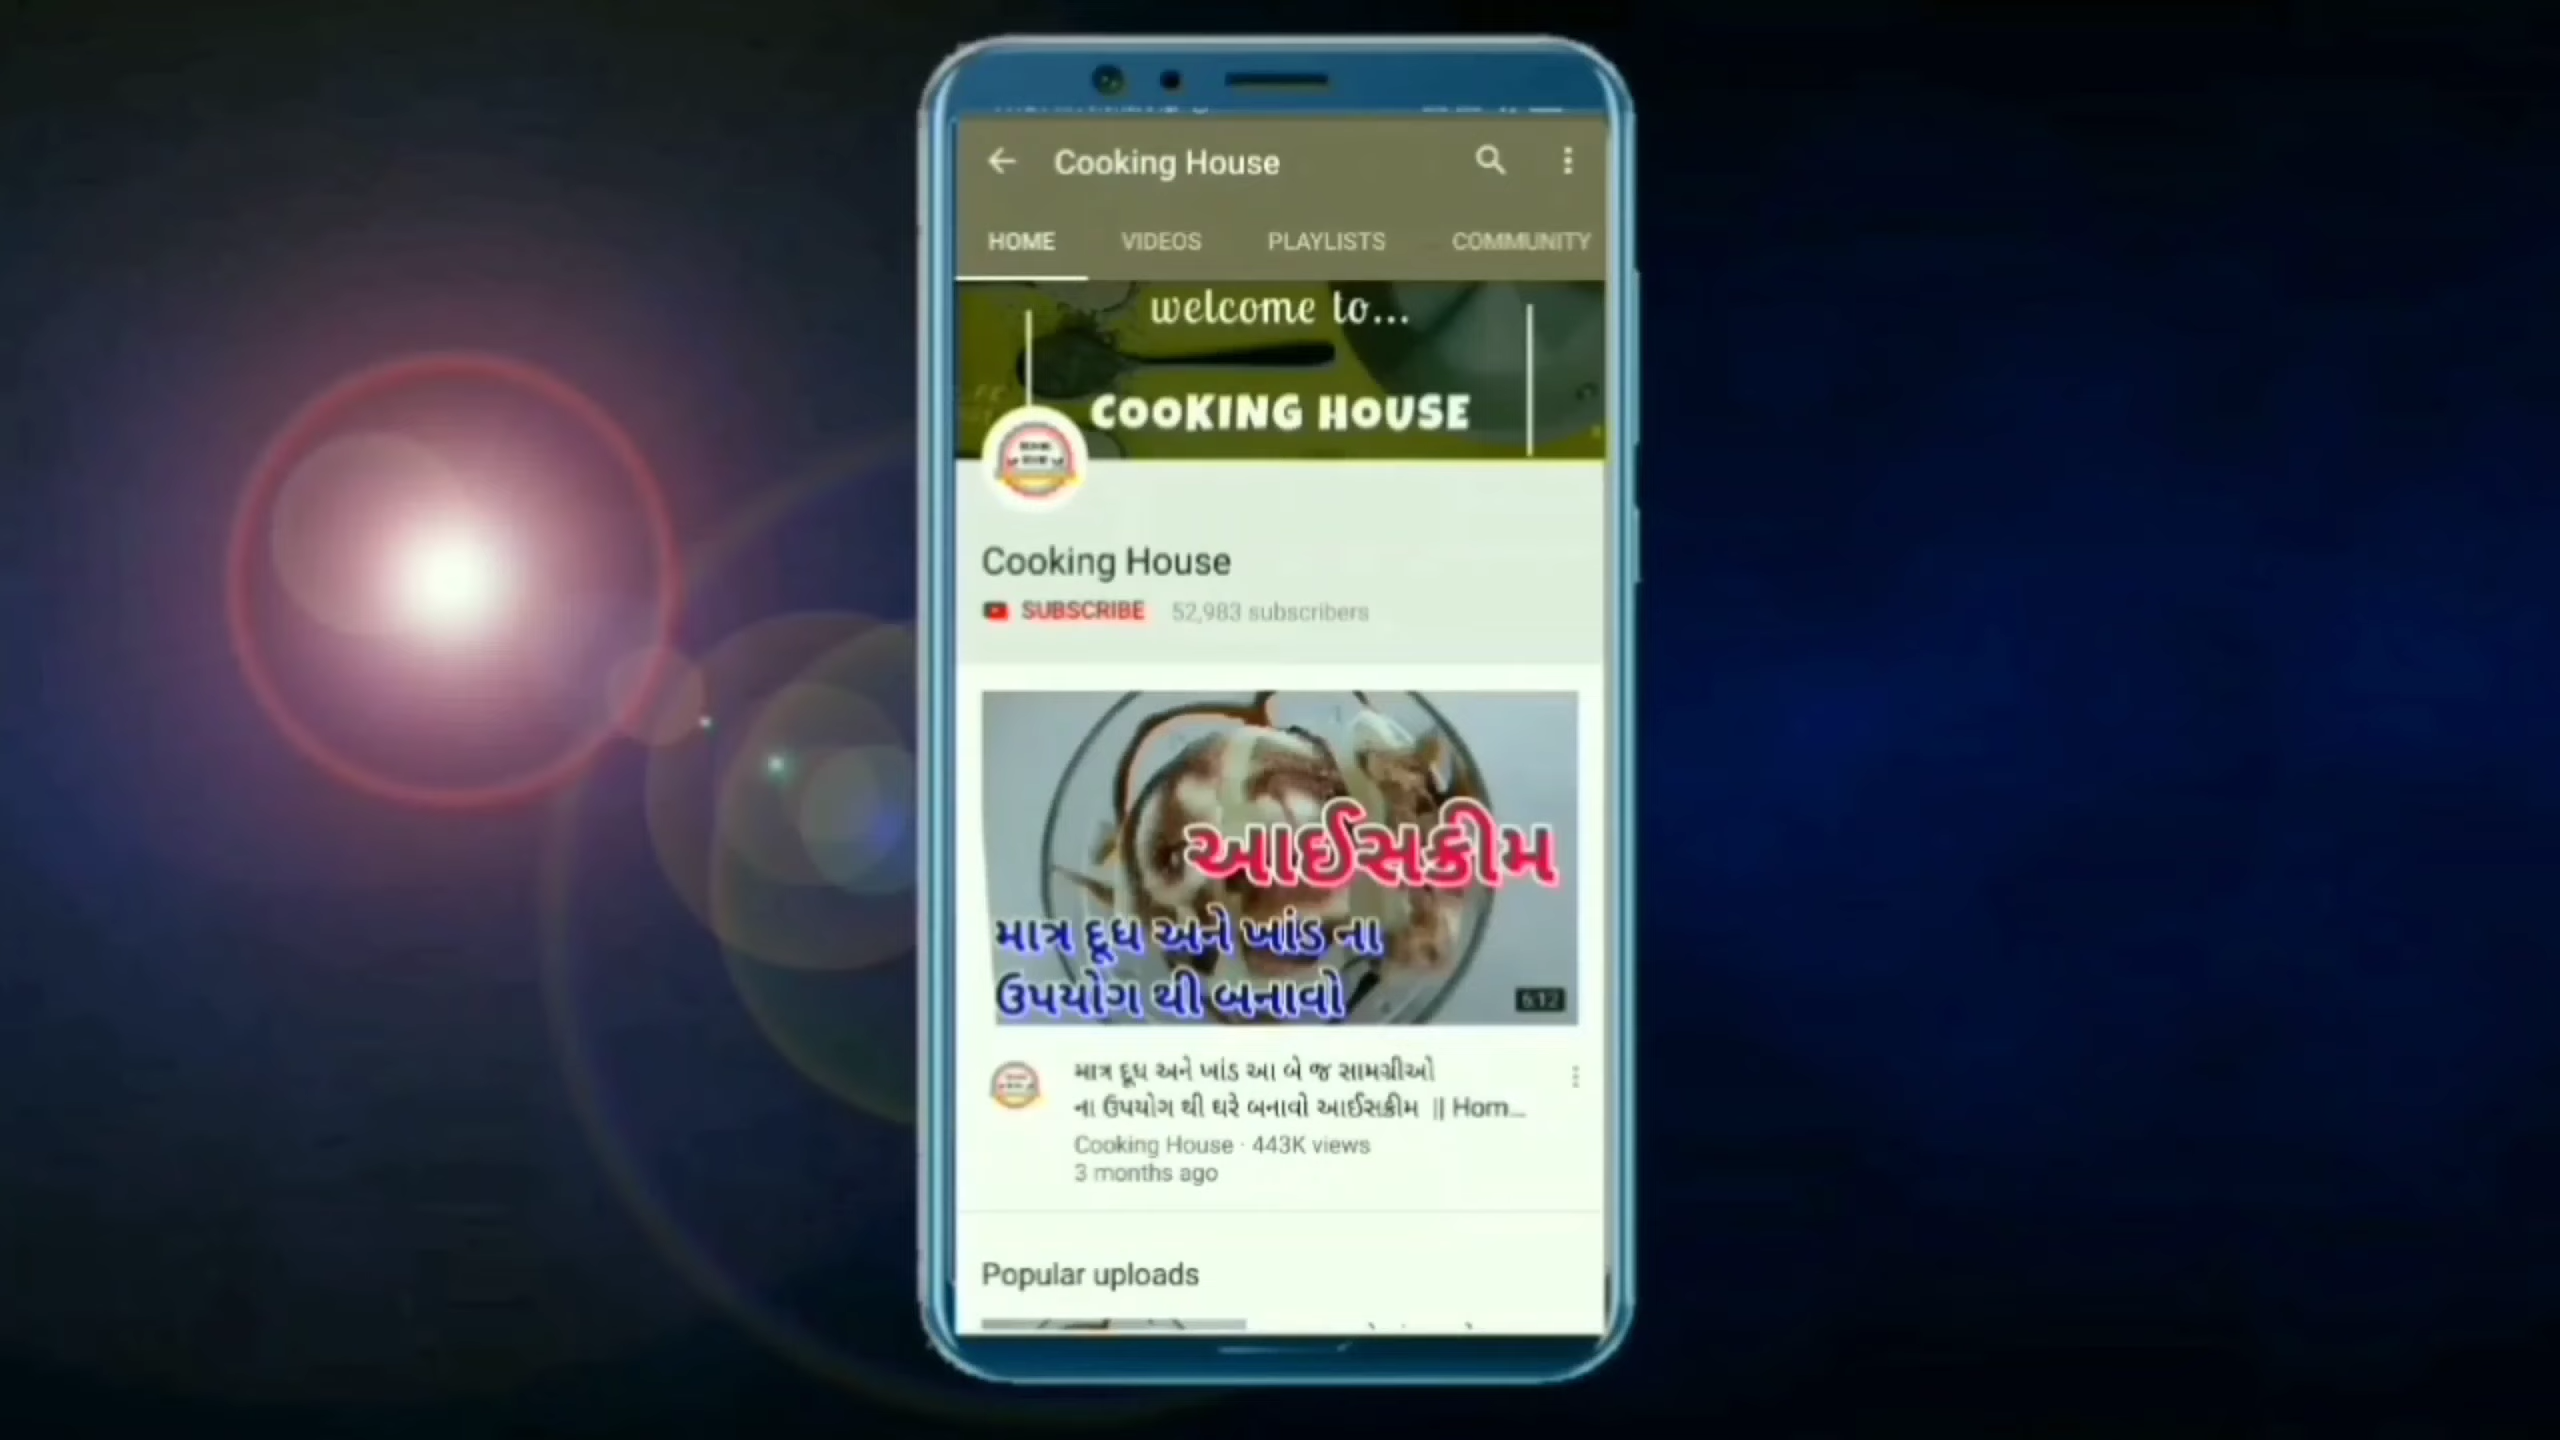 Cooking House
HOME VIDEOS PLAYLISTS COMMUNITY
welcome to...
COOKING HOUSE
Cooking House
SUBSCRIBE 52,983 subscribers
આઈસક્રીમ
માત્ર દૂધ અને ખાંડ ના
ઉપયોગ થી બનાવો
6:12
માત્ર દૂધ અને ખાંડ આ બે જ સામગ્રીઓ
ના ઉપયોગ થી ઘરે બનાવો આઈસક્રીમ || Hom...
Cooking House · 443K views
3 months ago
Popular uploads